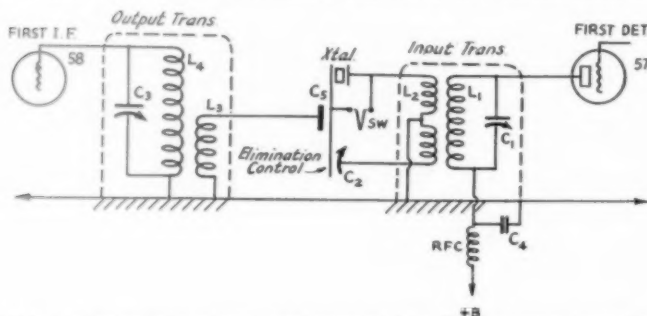 Output Trans.
FIRST I.F.
58
C3
L4
L3
C5
Xtal.
SW
Elimination
Control
C2
Input Trans.
L2
L1
C1
FIRST DET
57
RFC
C4
+B